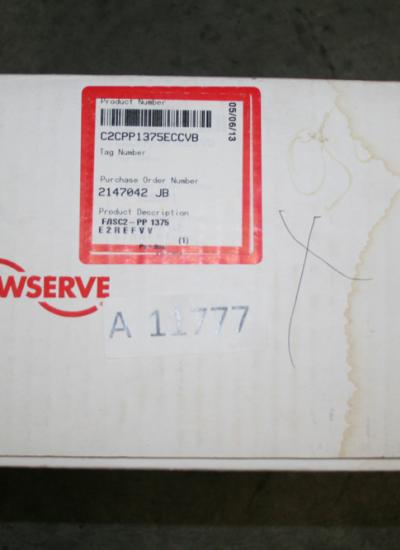 Product Number
C2CPP1375ECCVB
05/06/13
Tag Number
Purchase Order Number
2147042 JB
Product Description
FASC2-PP 1375
E2REFVV
(1)
WSERVE
A 11777